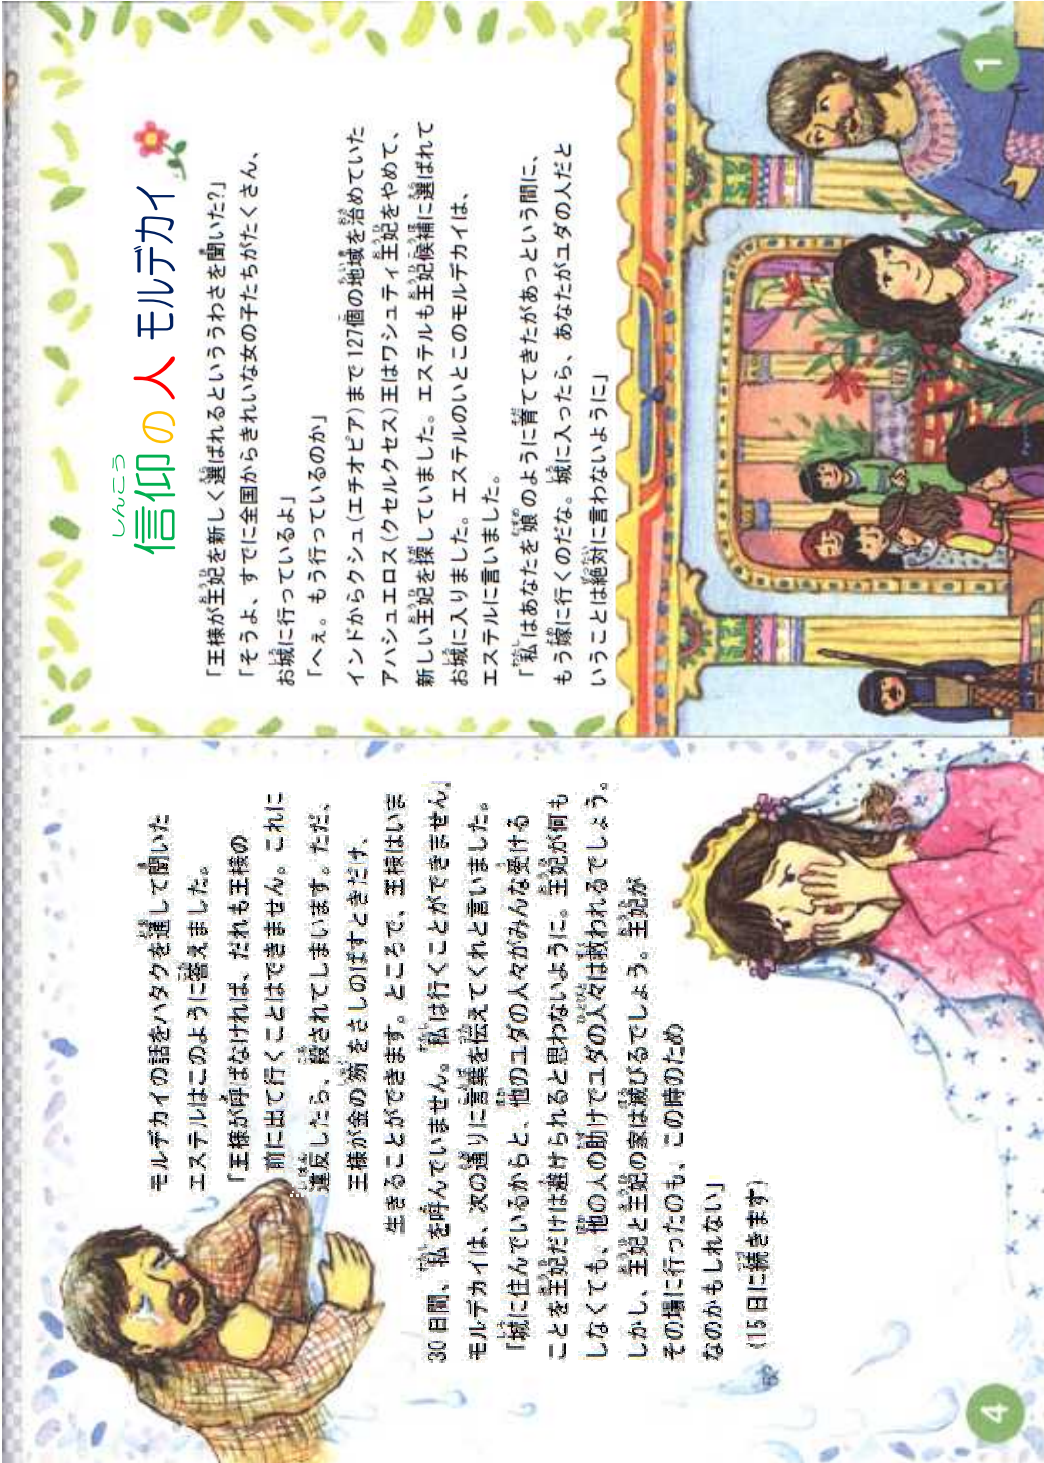 信仰の人 モルデカイ
しんこう
「王様が王妃を新しく選ばれるといううわさを聞いた?」
「そうよ、すでに全国からきれいな女の子たちがたくさん、
お城に行っているよ」
「へぇ。もう行っているのか」
インドからクシュ(エチオピア)まで127個の地域を治めていた
アハシュエロス(クセルクセス)王はワシュティ王妃をやめて、
新しい王妃を探していました。エステルも王妃候補に選ばれて
お城に入りました。エステルのいとこのモルデカイは、
エステルに言いました。
「私はあなたを娘のように育ててきたがあっという間に、
もう嫁に行くのだな。城に入ったら、あなたがユダの人だと
いうことは絶対に言わないように」
1
モルデカイの話をハタクを通して聞いた
エステルはこのように答えました。
「王様が呼ばなければ、だれも王様の
前に出て行くことはできません。これに
違反したら、殺されてしまいます。ただ、
王様が金の笏をさしのばすときだけ、
生きることができます。ところで、王様はいま
30日間、私を呼んでいません。私は行くことができません。
モルデカイは、次の通りに言葉を伝えてくれと言いました。
「城に住んでいるからと、他のユダの人々がみんな受ける
ことを王妃だけは避けられると思わないように。王妃が何も
しなくても、他の人の助けでユダの人々は救われるでしょう。
しかし、王妃と王妃の家は滅びるでしょう。王妃が
その場に行ったのも、この時のため
なのかもしれない」
(15日に続きます)
4